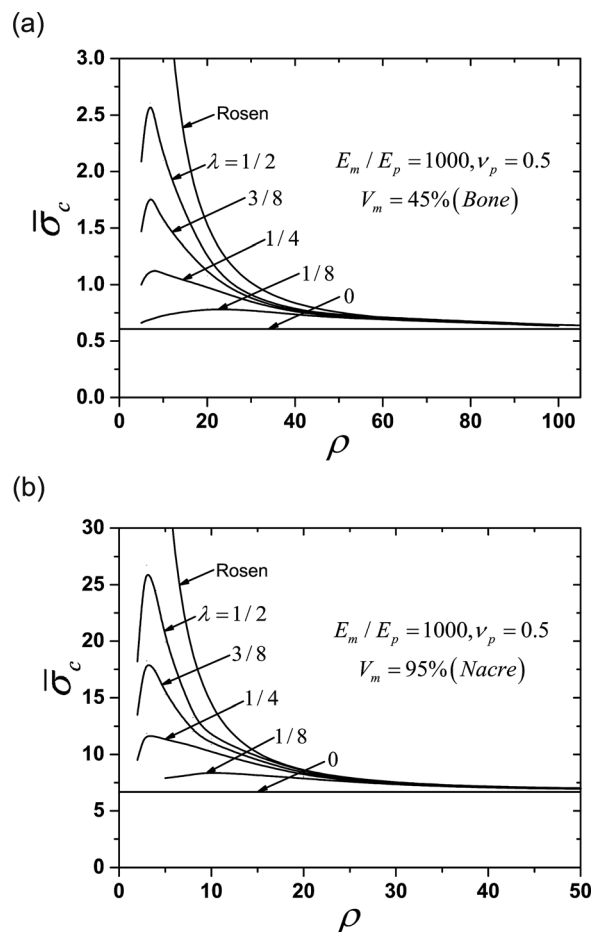 (a)
3.0
2.5
2.0
1.5
1.0
0.5
0.0
σ̿c
Rosen
λ = 1/2
3/8
1/4
1/8
0
Em / Ep = 1000, νp = 0.5
Vm = 45% (Bone)
0 20 40 60 80 100
ρ
(b)
30
25
20
15
10
5
0
σ̿c
Rosen
λ = 1/2
3/8
1/4
1/8
0
Em / Ep = 1000, νp = 0.5
Vm = 95% (Nacre)
0 10 20 30 40 50
ρ